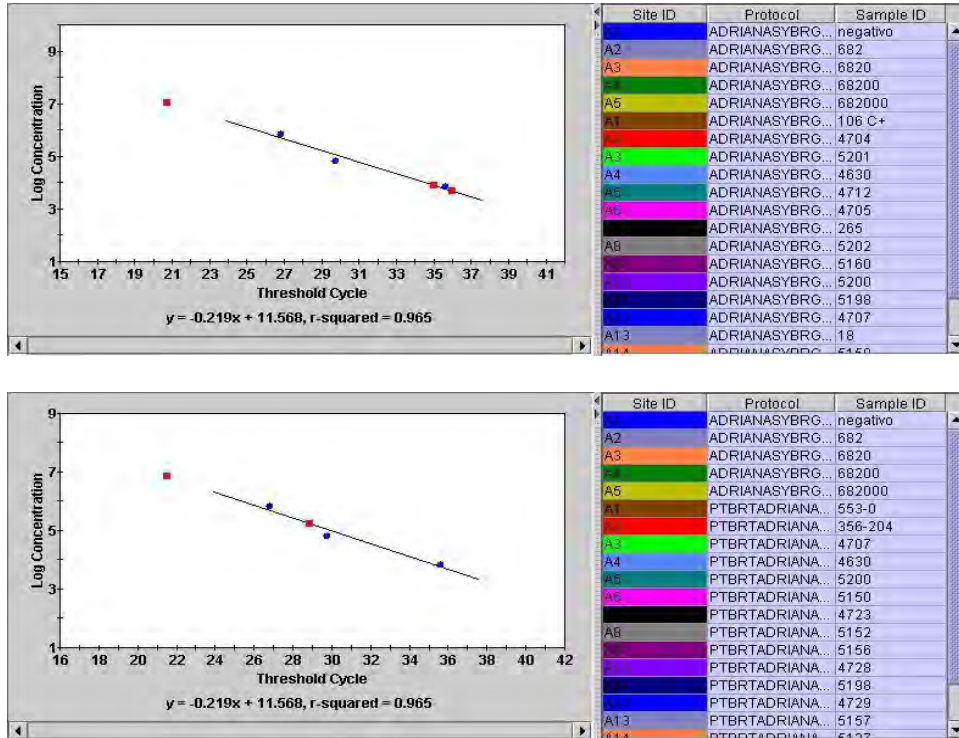 Log Concentration
9
7
5
3
1
15 17 19 21 23 25 27 29 31 33 35 37 39 41
Threshold Cycle
y = -0.219x + 11.568, r-squared = 0.965
Site ID Protocol Sample ID
ADRIANASYBRG... negativo
A2 ADRIANASYBRG... 682
A3 ADRIANASYBRG... 6820
ADRIANASYBRG... 68200
A5 ADRIANASYBRG... 682000
A1 ADRIANASYBRG... 106 C+
ADRIANASYBRG... 4704
A3 ADRIANASYBRG... 5201
A4 ADRIANASYBRG... 4630
A5 ADRIANASYBRG... 4712
A6 ADRIANASYBRG... 4705
ADRIANASYBRG... 265
A8 ADRIANASYBRG... 5202
ADRIANASYBRG... 5160
ADRIANASYBRG... 5200
ADRIANASYBRG... 5198
ADRIANASYBRG... 4707
A13 ADRIANASYBRG... 18
Log Concentration
9
7
5
3
1
16 18 20 22 24 26 28 30 32 34 36 38 40 42
Threshold Cycle
y = -0.219x + 11.568, r-squared = 0.965
Site ID Protocol Sample ID
ADRIANASYBRG... negativo
A2 ADRIANASYBRG... 682
A3 ADRIANASYBRG... 6820
ADRIANASYBRG... 68200
A5 ADRIANASYBRG... 682000
A1 PTBRTADRIANA... 553-0
PTBRTADRIANA... 356-204
A3 PTBRTADRIANA... 4707
A4 PTBRTADRIANA... 4630
A5 PTBRTADRIANA... 5200
A6 PTBRTADRIANA... 5150
PTBRTADRIANA... 4723
A8 PTBRTADRIANA... 5152
PTBRTADRIANA... 5156
PTBRTADRIANA... 4728
PTBRTADRIANA... 5198
PTBRTADRIANA... 4729
A13 PTBRTADRIANA... 5157